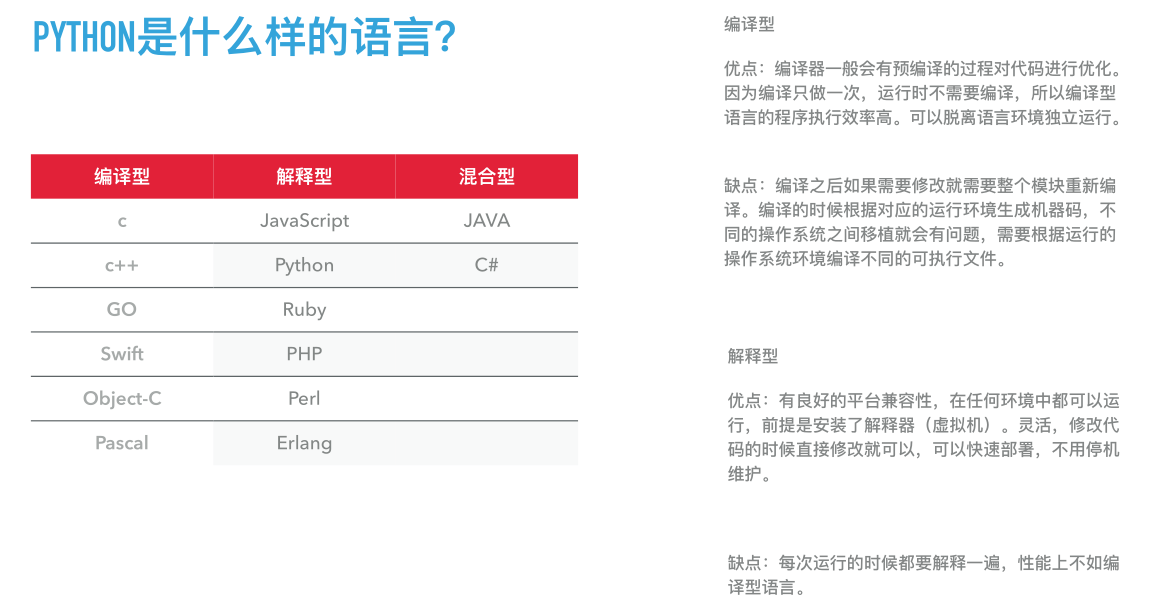 PYTHON是什么样的语言?
编译型 解释型 混合型
c JavaScript JAVA
c++ Python C#
GO Ruby
Swift PHP
Object-C Perl
Pascal Erlang
编译型
优点：编译器一般会有预编译的过程对代码进行优化。
因为编译只做一次，运行时不需要编译，所以编译型
语言的程序执行效率高。可以脱离语言环境独立运行。
缺点：编译之后如果需要修改就需要整个模块重新编
译。编译的时候根据对应的运行环境生成机器码，不
同的操作系统之间移植就会有问题，需要根据运行的
操作系统环境编译不同的可执行文件。
解释型
优点：有良好的平台兼容性，在任何环境中都可以运
行，前提是安装了解释器（虚拟机）。灵活，修改代
码的时候直接修改就可以，可以快速部署，不用停机
维护。
缺点：每次运行的时候都要解释一遍，性能上不如编
译型语言。